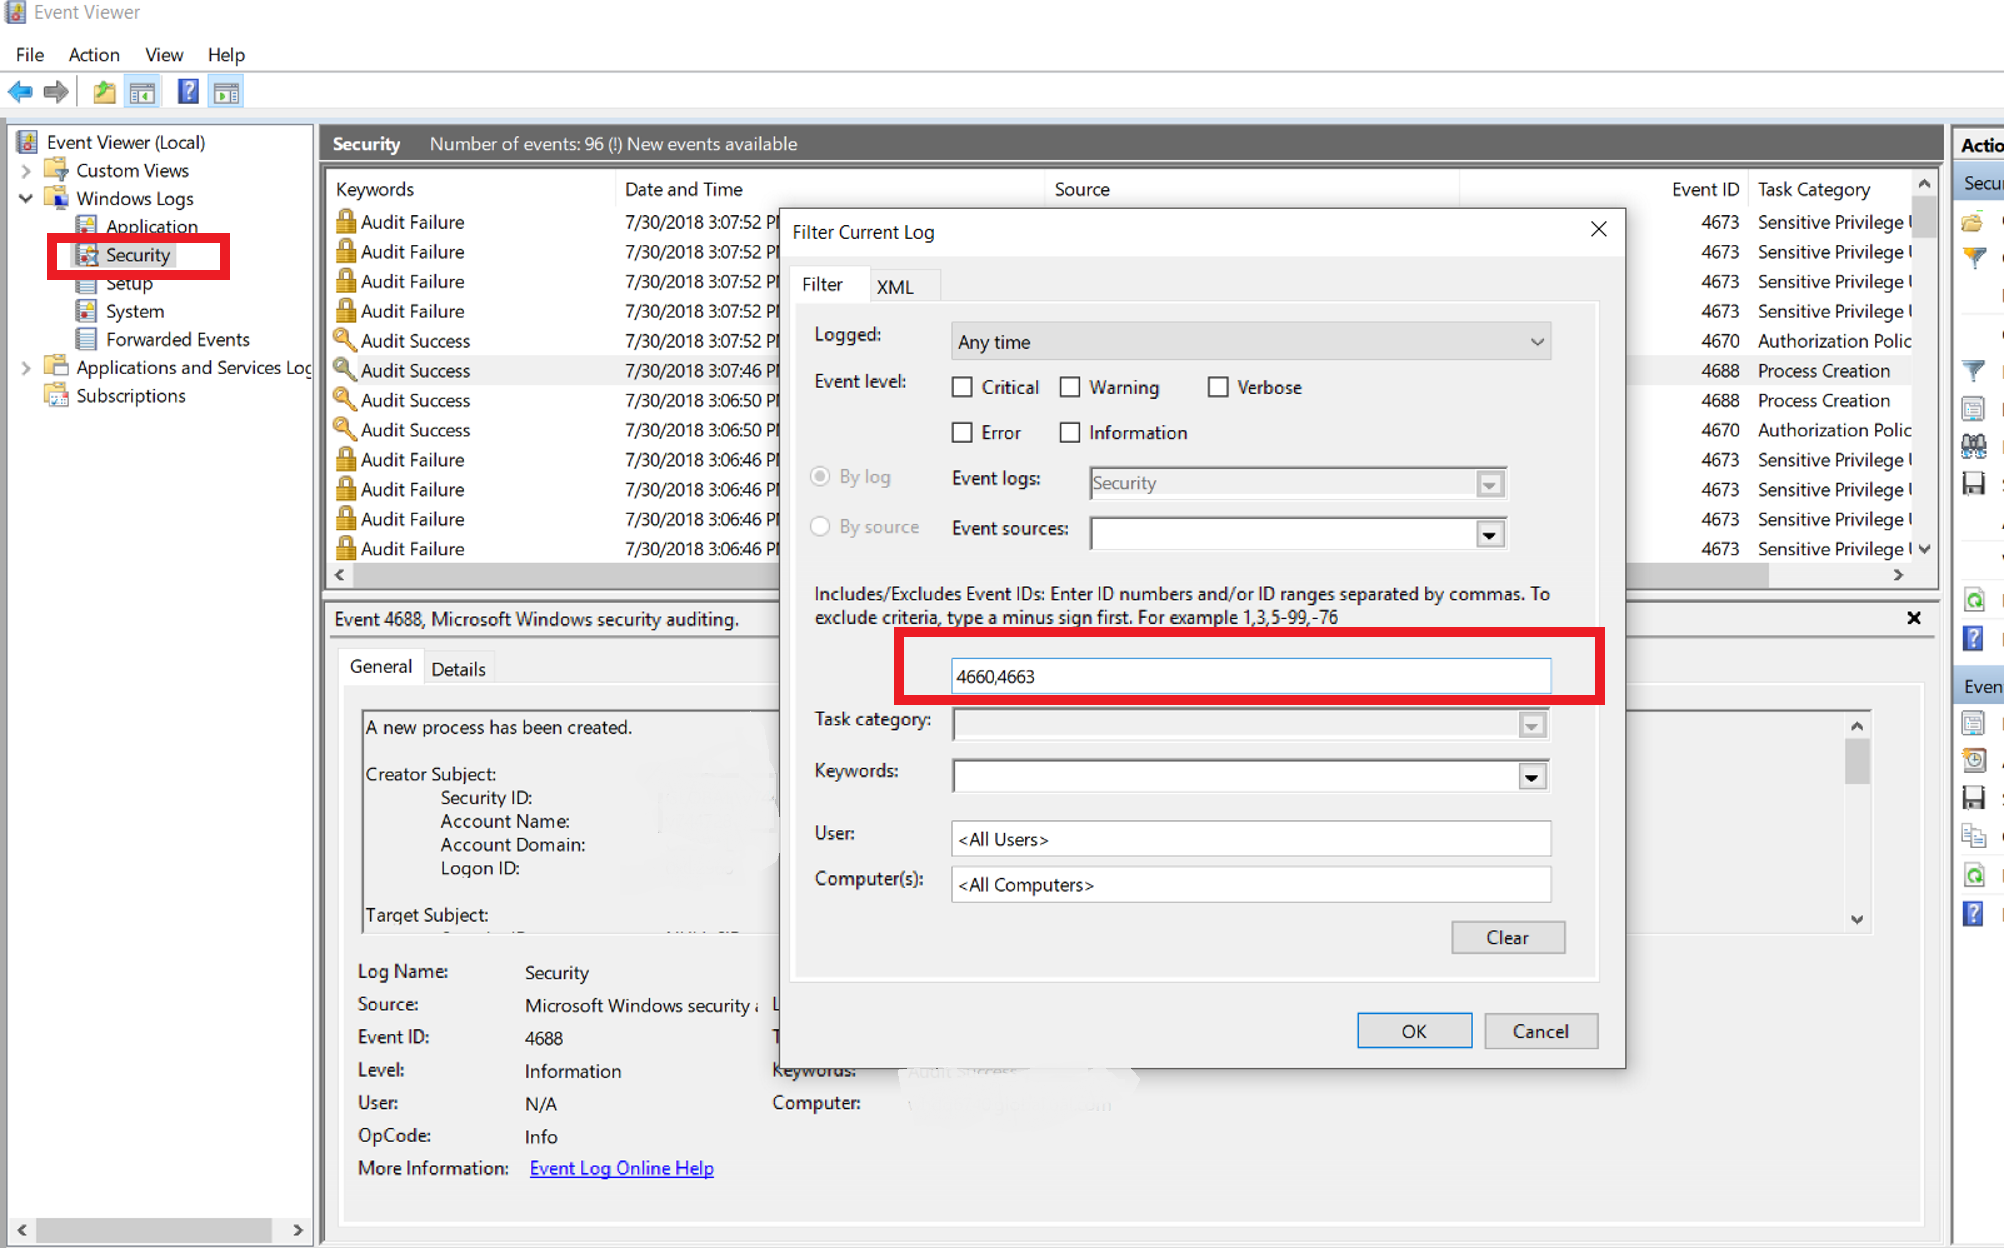 Event Viewer
File Action View Help
Event Viewer (Local)
Custom Views
Windows Logs
Application
Security
Setup
System
Forwarded Events
Applications and Services Log
Subscriptions
Security Number of events: 96 (!) New events available
Keywords Date and Time Source Event ID Task Category
Audit Failure 7/30/2018 3:07:52 4673 Sensitive Privilege
Audit Failure 7/30/2018 3:07:52 4673 Sensitive Privilege
Audit Failure 7/30/2018 3:07:52 4673 Sensitive Privilege
Audit Failure 7/30/2018 3:07:52 4673 Sensitive Privilege
Audit Success 7/30/2018 3:07:52 4670 Authorization Polic
Audit Success 7/30/2018 3:07:46 4688 Process Creation
Audit Success 7/30/2018 3:06:50 4688 Process Creation
Audit Success 7/30/2018 3:06:50 4670 Authorization Polic
Audit Failure 7/30/2018 3:06:46 4673 Sensitive Privilege
Audit Failure 7/30/2018 3:06:46 4673 Sensitive Privilege
Audit Failure 7/30/2018 3:06:46 4673 Sensitive Privilege
Audit Failure 7/30/2018 3:06:46 4673 Sensitive Privilege
Filter Current Log
Filter XML
Logged: Any time
Event level: Critical Warning Verbose
Error Information
By log Event logs: Security
By source Event sources:
Includes/Excludes Event IDs: Enter ID numbers and/or ID ranges separated by commas. To
exclude criteria, type a minus sign first. For example 1,3,5-99,-76
4660,4663
Task category:
Keywords:
User: <All Users>
Computer(s): <All Computers>
Clear
OK Cancel
Event 4688, Microsoft Windows security auditing.
General Details
A new process has been created.
Creator Subject:
Security ID:
Account Name:
Account Domain:
Logon ID:
Target Subject:
Log Name: Security
Source: Microsoft Windows security
Event ID: 4688
Level: Information Keywords:
User: N/A Computer:
OpCode: Info
More Information: Event Log Online Help
Actio
Secu
Even